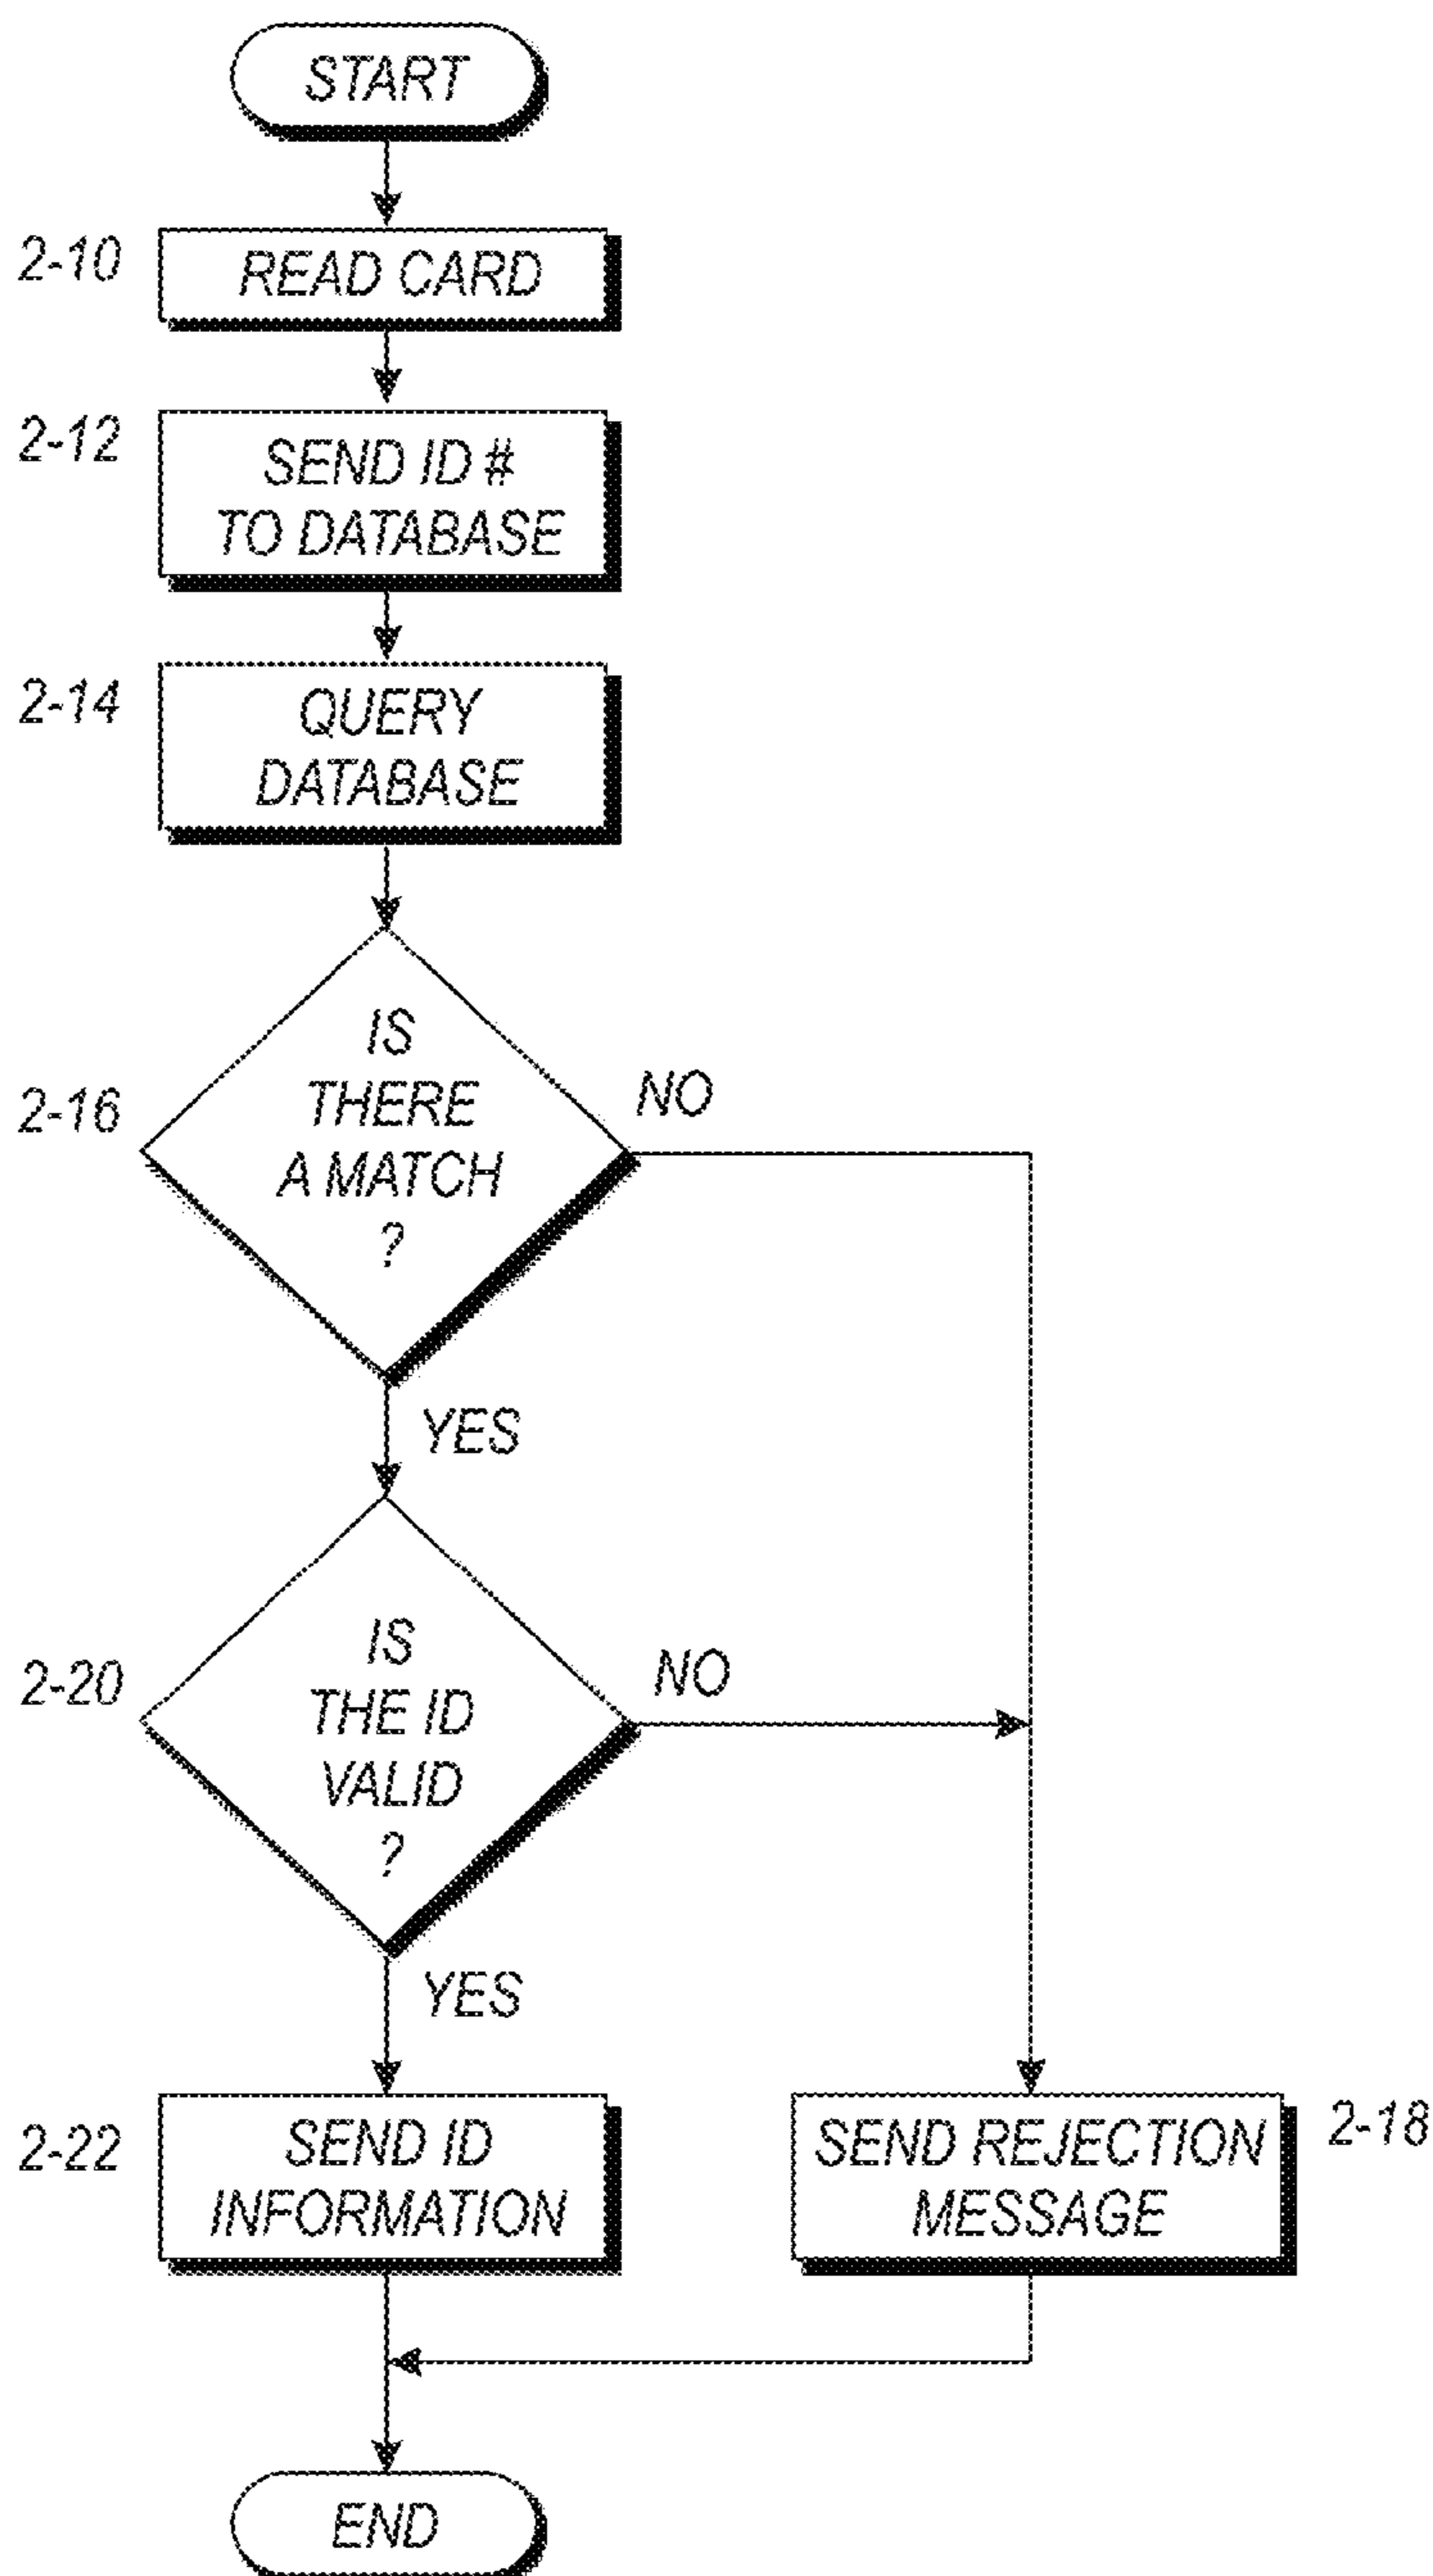 START
2-10
READ CARD
2-12
SEND ID #
TO DATABASE
2-14
QUERY
DATABASE
2-16
IS
THERE
A MATCH
?
NO
YES
2-20
IS
THE ID
VALID
?
NO
YES
2-22
SEND ID
INFORMATION
SEND REJECTION
MESSAGE
2-18
END